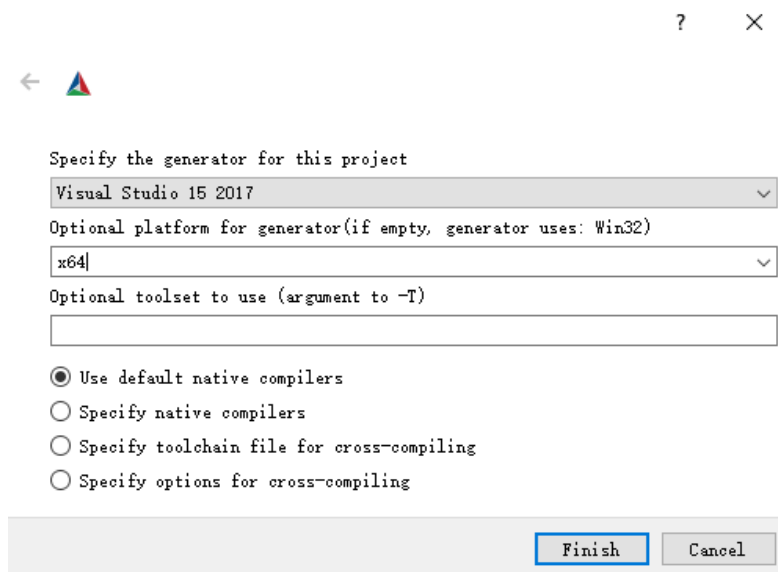 ?
Specify the generator for this project
Visual Studio 15 2017
Optional platform for generator(if empty, generator uses: Win32)
x64
Optional toolset to use (argument to -T)
Use default native compilers
Specify native compilers
Specify toolchain file for cross-compiling
Specify options for cross-compiling
Finish Cancel